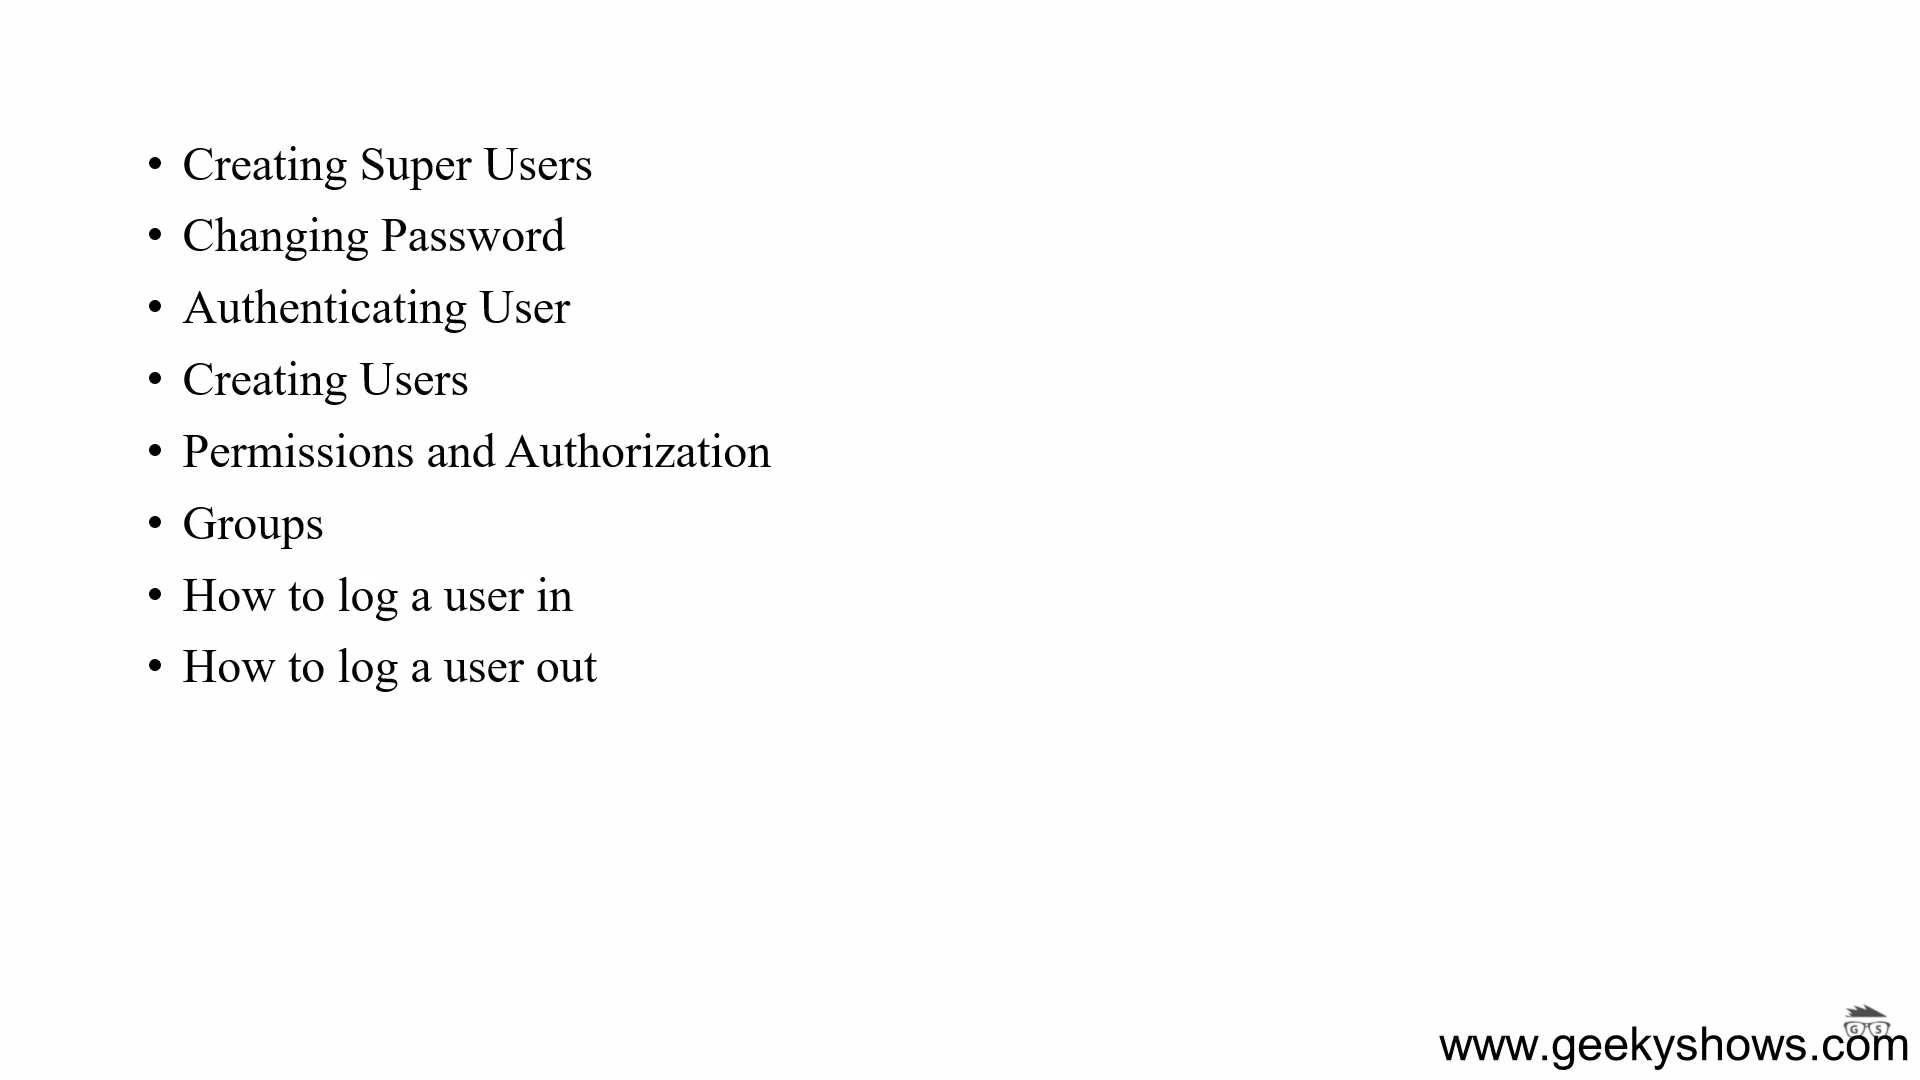 • Creating Super Users
• Changing Password
• Authenticating User
• Creating Users
• Permissions and Authorization
• Groups
• How to log a user in
• How to log a user out
G S
www.geekyshows.com